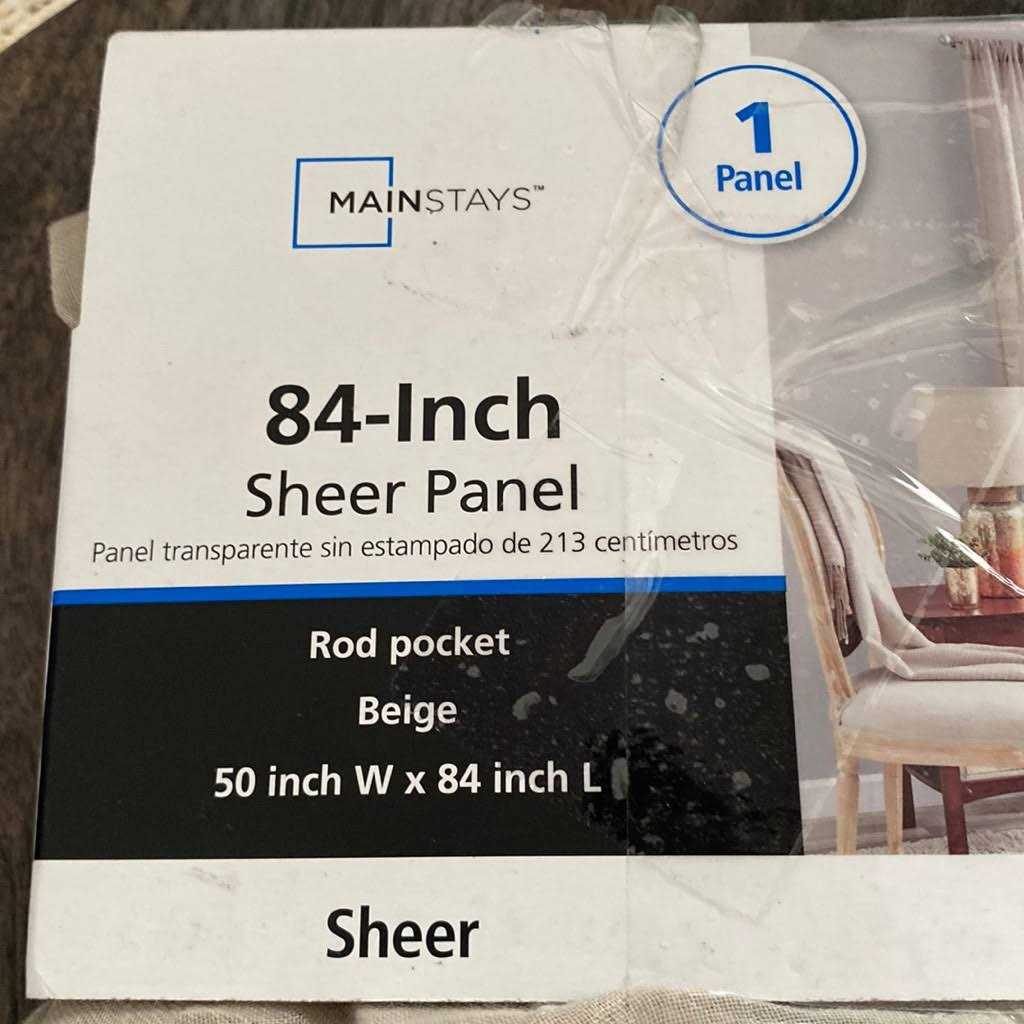 MAINSTAYS™
1
Panel
84-Inch
Sheer Panel
Panel transparente sin estampado de 213 centímetros
Rod pocket
Beige
50 inch W x 84 inch L
Sheer